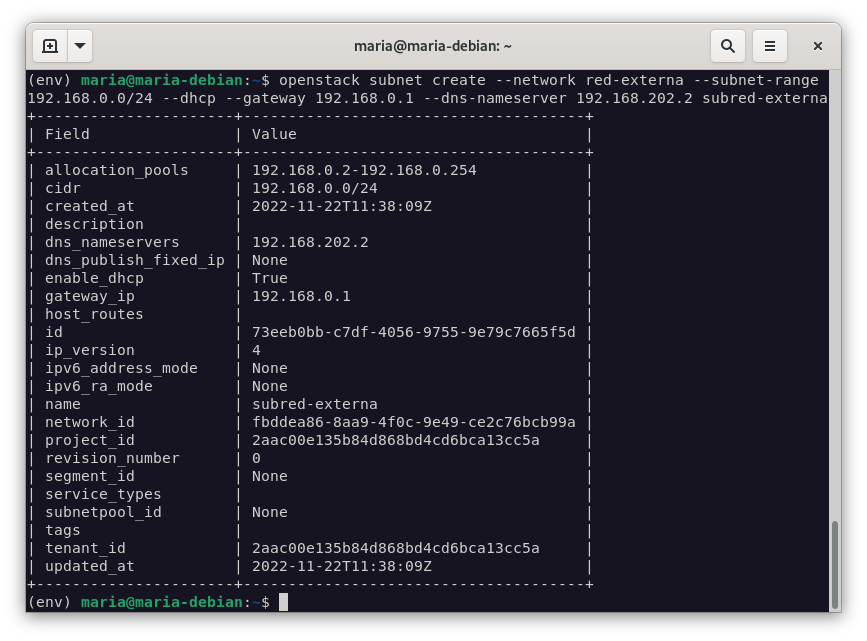 maria@maria-debian: ~
(env) maria@maria-debian:~$ openstack subnet create --network red-externa --subnet-range
192.168.0.0/24 --dhcp --gateway 192.168.0.1 --dns-nameserver 192.168.202.2 subred-externa
+----------------------+--------------------------------------+
| Field                | Value                                |
+----------------------+--------------------------------------+
| allocation_pools     | 192.168.0.2-192.168.0.254            |
| cidr                 | 192.168.0.0/24                       |
| created_at           | 2022-11-22T11:38:09Z                 |
| description          |                                      |
| dns_nameservers      | 192.168.202.2                        |
| dns_publish_fixed_ip | None                                 |
| enable_dhcp          | True                                 |
| gateway_ip           | 192.168.0.1                          |
| host_routes          |                                      |
| id                   | 73eeb0bb-c7df-4056-9755-9e79c7665f5d |
| ip_version           | 4                                    |
| ipv6_address_mode    | None                                 |
| ipv6_ra_mode         | None                                 |
| name                 | subred-externa                       |
| network_id           | fbddea86-8aa9-4f0c-9e49-ce2c76bcb99a |
| project_id           | 2aac00e135b84d868bd4cd6bca13cc5a     |
| revision_number      | 0                                    |
| segment_id           | None                                 |
| service_types        |                                      |
| subnetpool_id        | None                                 |
| tags                 |                                      |
| tenant_id            | 2aac00e135b84d868bd4cd6bca13cc5a     |
| updated_at           | 2022-11-22T11:38:09Z                 |
+----------------------+--------------------------------------+
(env) maria@maria-debian:~$